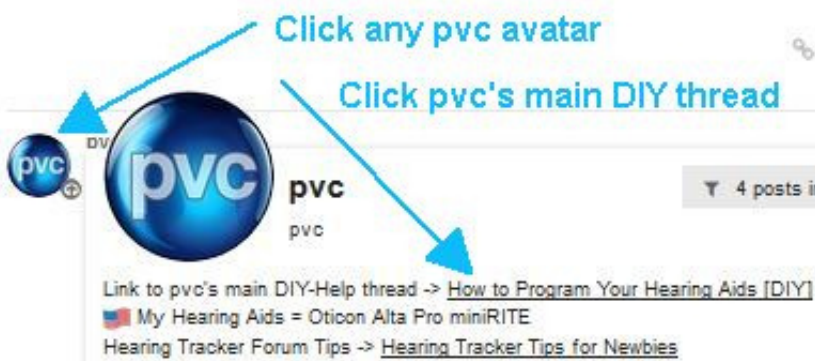 Click any pvc avatar
Click pvc's main DIY thread
pvc
pvc
pvc
4 posts
pvc
Link to pvc's main DIY-Help thread -> How to Program Your Hearing Aids [DIY]
My Hearing Aids = Oticon Alta Pro miniRITE
Hearing Tracker Forum Tips -> Hearing Tracker Tips for Newbies